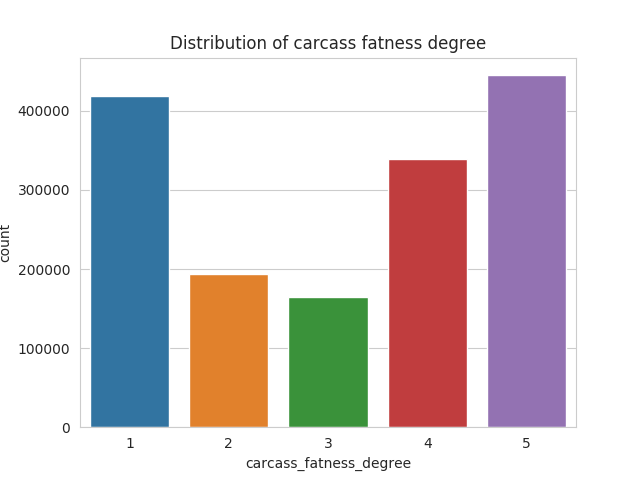 Distribution of carcass fatness degree
count
400000
300000
200000
100000
0
1 2 3 4 5
carcass_fatness_degree